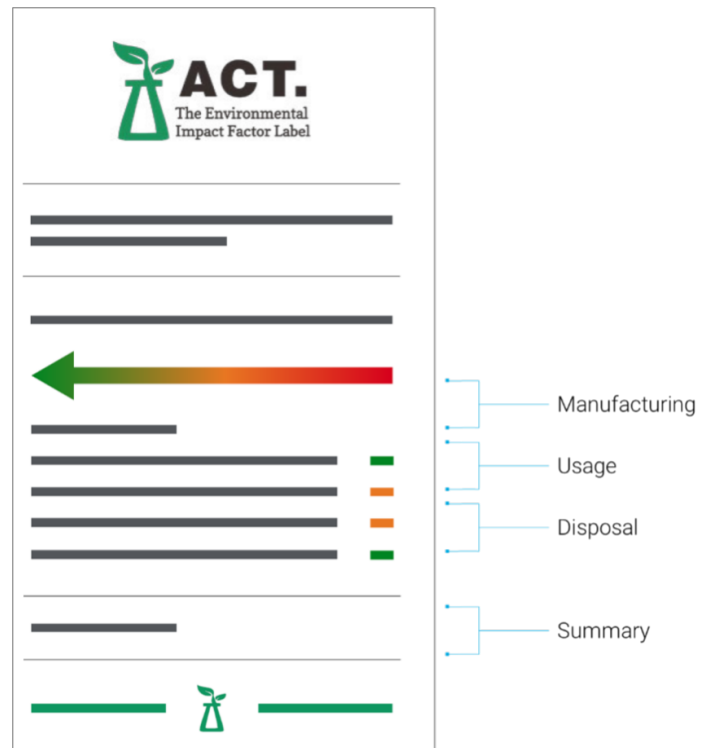 ACT.
The Environmental
Impact Factor Label
Manufacturing
Usage
Disposal
Summary